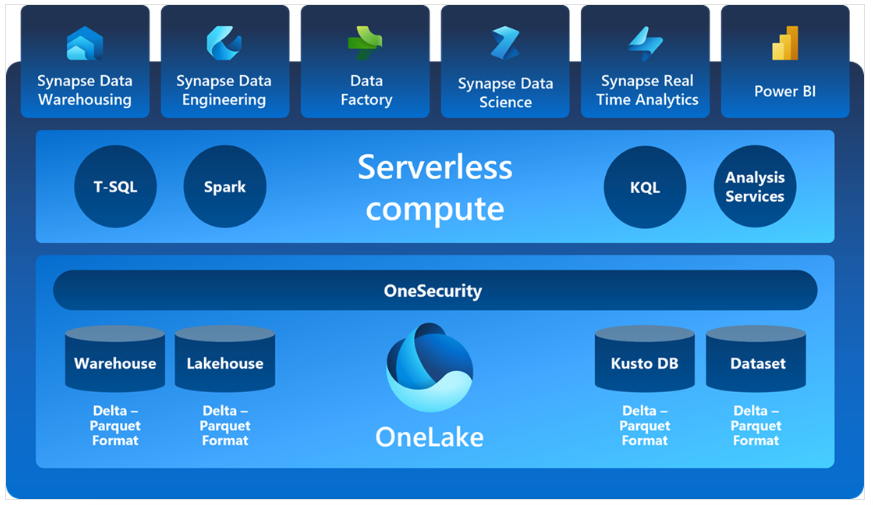 Synapse Data
Warehousing
Synapse Data
Engineering
Data
Factory
Synapse Data
Science
Synapse Real
Time Analytics
Power BI
T-SQL
Spark
Serverless
compute
KQL
Analysis
Services
OneSecurity
Warehouse
Lakehouse
Kusto DB
Dataset
Delta –
Parquet
Format
Delta –
Parquet
Format
OneLake
Delta –
Parquet
Format
Delta –
Parquet
Format